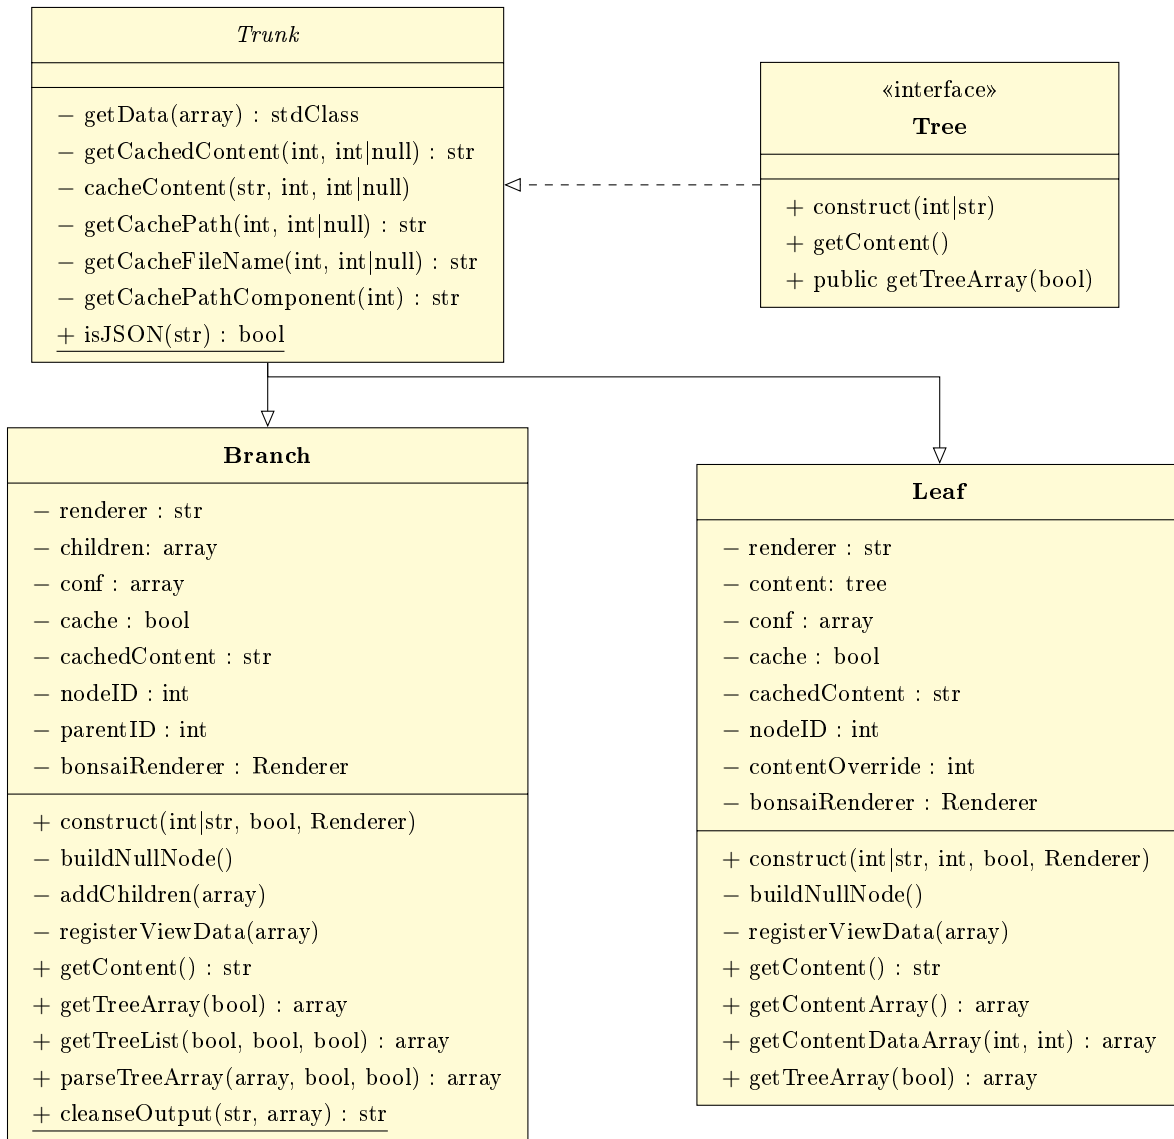 Trunk
− getData(array) : stdClass
− getCachedContent(int, int|null) : str
− cacheContent(str, int, int|null)
− getCachePath(int, int|null) : str
− getCacheFileName(int, int|null) : str
− getCachePathComponent(int) : str
+ isJSON(str) : bool
«interface»
Tree
+ construct(int|str)
+ getContent()
+ public getTreeArray(bool)
Branch
− renderer : str
− children: array
− conf : array
− cache : bool
− cachedContent : str
− nodeID : int
− parentID : int
− bonsaiRenderer : Renderer
+ construct(int|str, bool, Renderer)
− buildNullNode()
− addChildren(array)
− registerViewData(array)
+ getContent() : str
+ getTreeArray(bool) : array
+ getTreeList(bool, bool, bool) : array
+ parseTreeArray(array, bool, bool) : array
+ cleanseOutput(str, array) : str
Leaf
− renderer : str
− content: tree
− conf : array
− cache : bool
− cachedContent : str
− nodeID : int
− contentOverride : int
− bonsaiRenderer : Renderer
+ construct(int|str, int, bool, Renderer)
− buildNullNode()
− registerViewData(array)
+ getContent() : str
+ getContentArray() : array
+ getContentDataArray(int, int) : array
+ getTreeArray(bool) : array